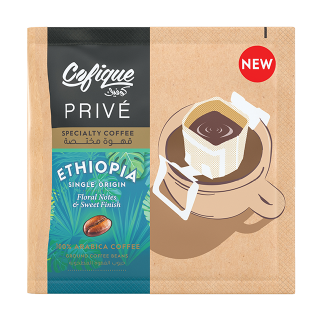 Cofique
كوفيك
PRIVÉ
SPECIALTY COFFEE
قهوة مختصة
ETHIOPIA
SINGLE ORIGIN
Floral Notes
& Sweet Finish
100% ARABICA COFFEE
GROUND COFFEE BEANS
NEW